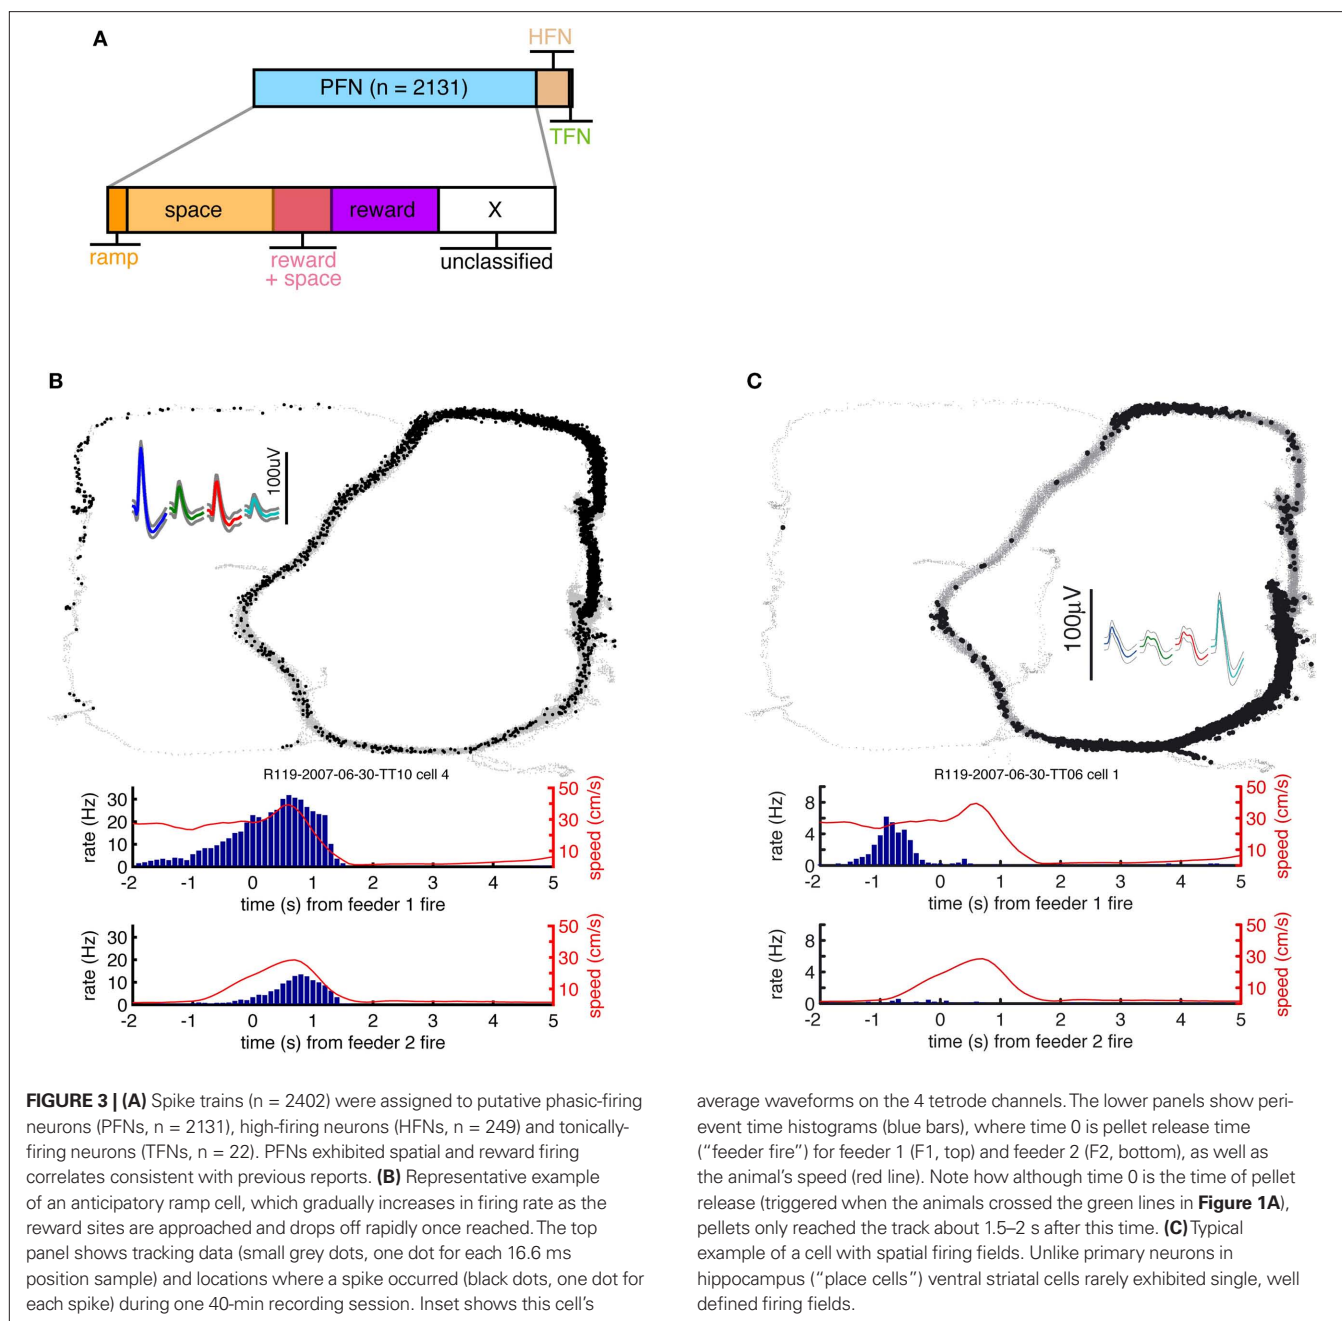 A
HFN
PFN (n = 2131)
TFN
space
reward
X
ramp
reward
+ space
unclassified
B
100uV
R119-2007-06-30-TT10 cell 4
rate (Hz)
30
20
10
0
50
30
10
speed (cm/s)
-2 -1 0 1 2 3 4 5
time (s) from feeder 1 fire
rate (Hz)
30
20
10
0
50
30
10
speed (cm/s)
-2 -1 0 1 2 3 4 5
time (s) from feeder 2 fire
C
100µV
R119-2007-06-30-TT06 cell 1
rate (Hz)
8
4
0
50
30
10
speed (cm/s)
-2 -1 0 1 2 3 4 5
time (s) from feeder 1 fire
rate (Hz)
8
4
0
50
30
10
speed (cm/s)
-2 -1 0 1 2 3 4 5
time (s) from feeder 2 fire
FIGURE 3 | (A) Spike trains (n = 2402) were assigned to putative phasic-firing
neurons (PFNs, n = 2131), high-firing neurons (HFNs, n = 249) and tonically-
firing neurons (TFNs, n = 22). PFNs exhibited spatial and reward firing
correlates consistent with previous reports. (B) Representative example
of an anticipatory ramp cell, which gradually increases in firing rate as the
reward sites are approached and drops off rapidly once reached. The top
panel shows tracking data (small grey dots, one dot for each 16.6 ms
position sample) and locations where a spike occurred (black dots, one dot for
each spike) during one 40-min recording session. Inset shows this cell's
average waveforms on the 4 tetrode channels. The lower panels show peri-
event time histograms (blue bars), where time 0 is pellet release time
("feeder fire") for feeder 1 (F1, top) and feeder 2 (F2, bottom), as well as
the animal's speed (red line). Note how although time 0 is the time of pellet
release (triggered when the animals crossed the green lines in Figure 1A),
pellets only reached the track about 1.5–2 s after this time. (C) Typical
example of a cell with spatial firing fields. Unlike primary neurons in
hippocampus ("place cells") ventral striatal cells rarely exhibited single, well
defined firing fields.